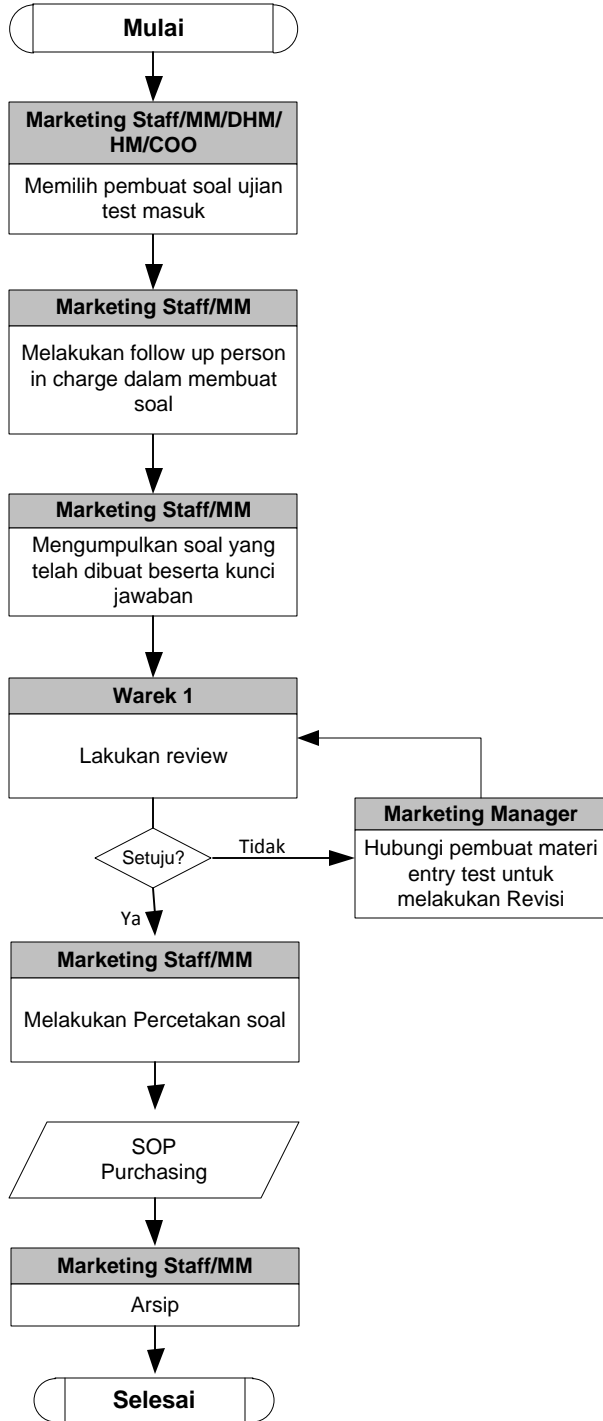 Mulai
Marketing Staff/MM/DHM/
HM/COO
Memilih pembuat soal ujian
test masuk
Marketing Staff/MM
Melakukan follow up person
in charge dalam membuat
soal
Marketing Staff/MM
Mengumpulkan soal yang
telah dibuat beserta kunci
jawaban
Warek 1
Lakukan review
Setuju?
Tidak
Marketing Manager
Hubungi pembuat materi
entry test untuk
melakukan Revisi
Ya
Marketing Staff/MM
Melakukan Percetakan soal
SOP
Purchasing
Marketing Staff/MM
Arsip
Selesai